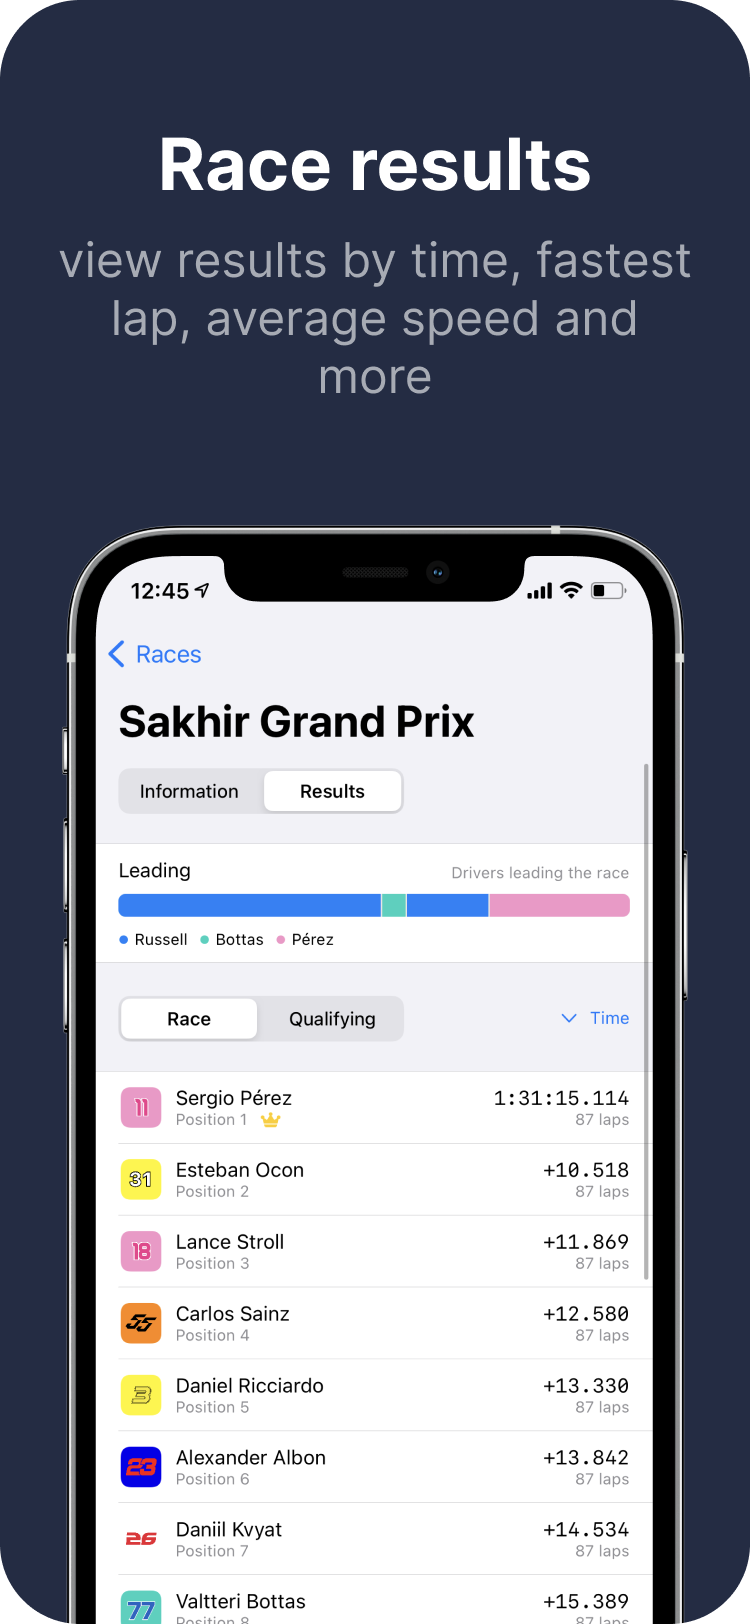 Race results
view results by time, fastest
lap, average speed and
more
12:45
Races
Sakhir Grand Prix
Information Results
Leading Drivers leading the race
Russell Bottas Pérez
Race Qualifying Time
11 Sergio Pérez 1:31:15.114
Position 1 87 laps
31 Esteban Ocon +10.518
Position 2 87 laps
18 Lance Stroll +11.869
Position 3 87 laps
55 Carlos Sainz +12.580
Position 4 87 laps
3 Daniel Ricciardo +13.330
Position 5 87 laps
23 Alexander Albon +13.842
Position 6 87 laps
26 Daniil Kvyat +14.534
Position 7 87 laps
77 Valtteri Bottas +15.389
Position 8 87 laps